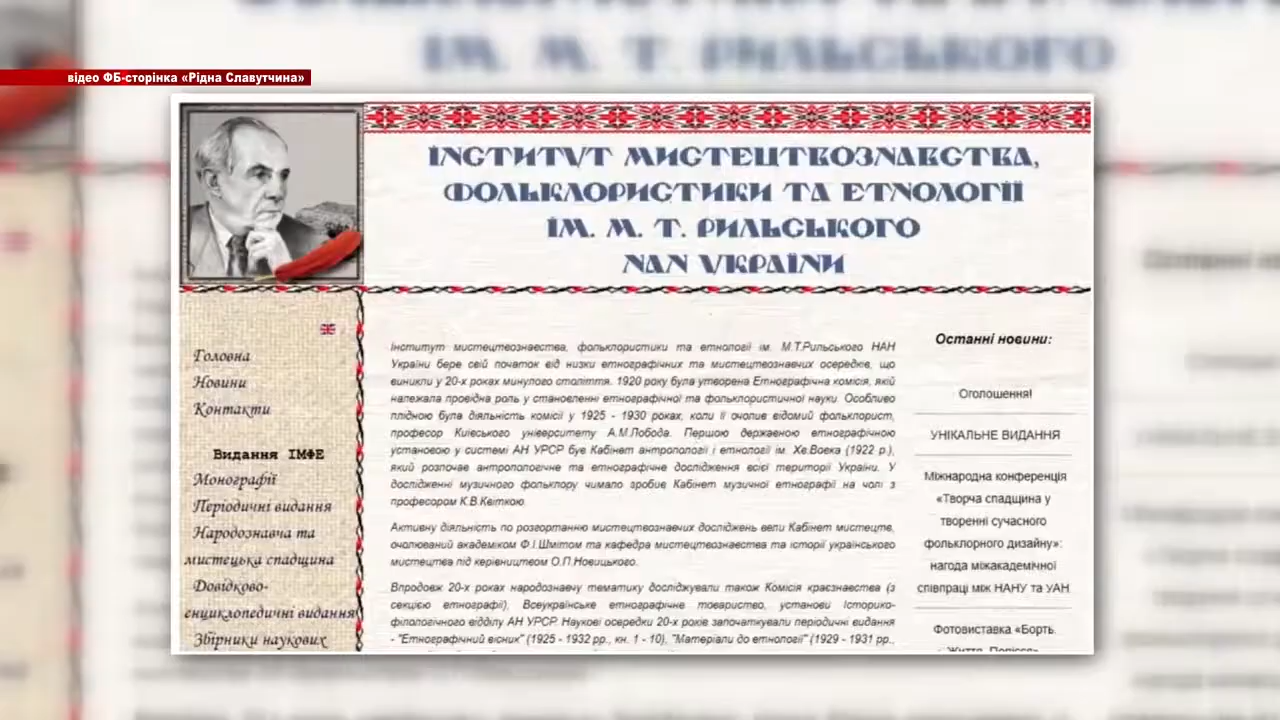 ІМ. М. Т. РИЛЬСЬКОГО
відео ФБ-сторінка «Рідна Славутчина»
ІНСТИТУТ МИСТЕЦТВОЗНАВСТВА,
ФОЛЬКЛОРИСТИКИ ТА ЕТНОЛОГІЇ
ІМ. М. Т. РИЛЬСЬКОГО
НАН УКРАЇНИ
Головна
Новини
Контакти
Видання ІМФЕ
Монографії
Періодичні видання
Народознавча та
мистецька спадщина
Довідково-
енциклопедичні видання
Збірники наукових
Інститут мистецтвознавства, фольклористики та етнології ім. М.Т.Рильського НАН
України бере свій початок від низки етнографічних та мистецтвознавчих осередків, що
виникли у 20-х роках минулого століття. 1920 року була утворена Етнографічна комісія, якій
належала провідна роль у становленні етнографічної та фольклористичної науки. Особливо
плідною була діяльність комісії у 1925 - 1930 роках, коли її очолив відомий фольклорист,
професор Київського університету А.М.Лобода. Першою державною етнографічною
установою у системі АН УРСР був Кабінет антропології і етнології ім. Хв.Вовка (1922 р.),
який розпочав антропологічне та етнографічне дослідження всієї території України. У
дослідженні музичного фольклору чимало зробив Кабінет музичної етнографії на чолі з
професором К.В.Квіткою.
Активну діяльність по розгортанню мистецтвознавчих досліджень вели Кабінет мистецтв,
очолюваний академіком Ф.І.Шмітом та кафедра мистецтвознавства та історії українського
мистецтва під керівництвом О.П.Новицького.
Впродовж 20-х роках народознавчу тематику досліджували також Комісія краєзнавства (з
секцією етнографії), Всеукраїнське етнографічне товариство, установи Історико-
філологічного відділу АН УРСР. Наукові осередки 20-х років започаткували періодичні видання
- "Етнографічний вісник" (1925 - 1932 рр., кн. 1 - 10), "Матеріали до етнології" (1929 - 1931 рр.,
Останні новини:
Оголошення!
УНІКАЛЬНЕ ВИДАННЯ
Міжнародна конференція
«Творча спадщина у
творенні сучасного
фольклорного дизайну»:
нагода міжакадемічної
співпраці між НАНУ та УАН
Фотовиставка «Борть.
Життя. Полісся»